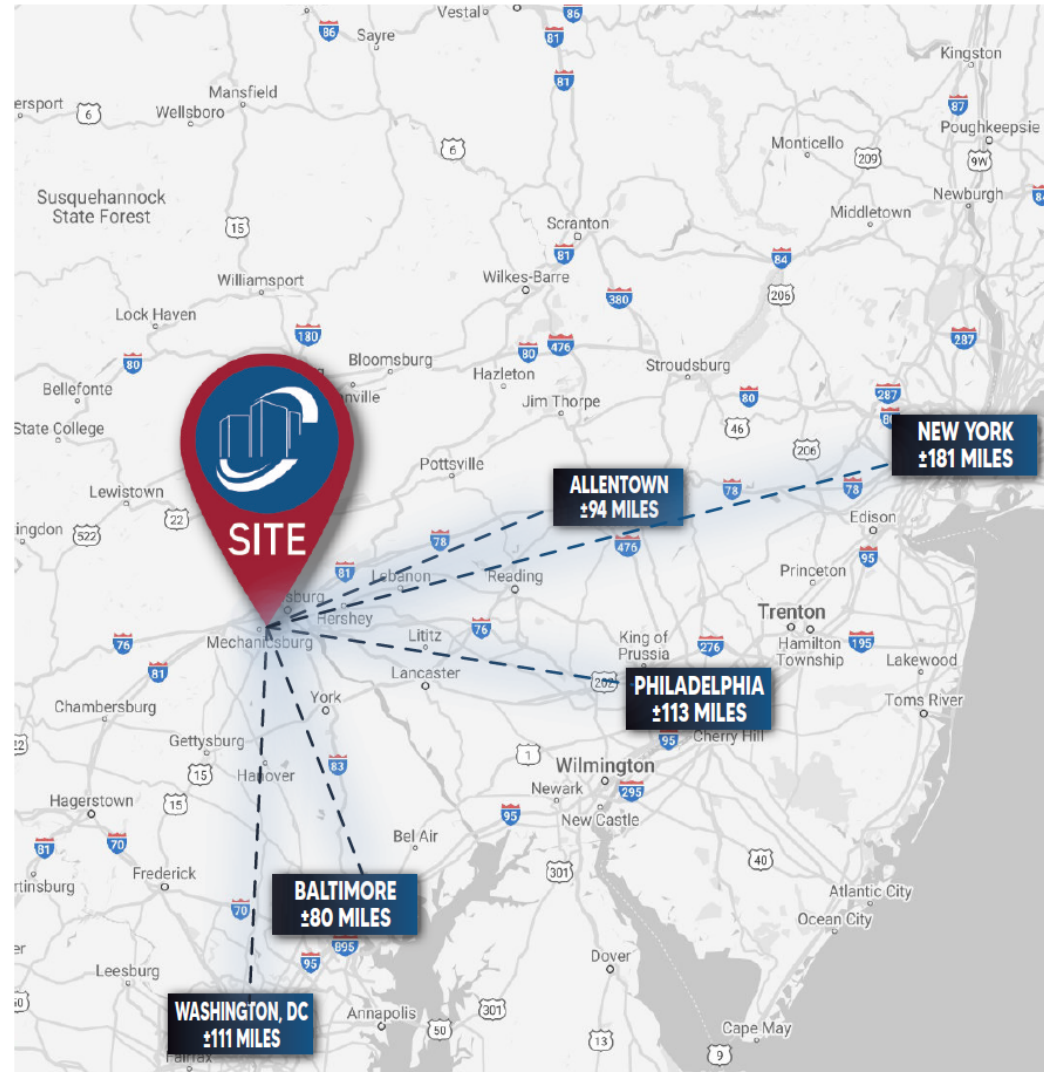 Vestal
86
86
Sayre
81
Kingston
81
Mansfield
ersport
6
Wellsboro
87
Poughkeepsie
Monticello
6
209
9W
Susquehannock
State Forest
Newburgh
84
Middletown
15
Scranton
81
84
Williamsport
Wilkes-Barre
380
206
Lock Haven
180
287
80
Bloomsburg
80
476
Stroudsburg
Bellefonte
Hazleton
nville
80
287
Jim Thorpe
State College
46
NEW YORK
±181 MILES
206
Pottsville
ALLENTOWN
±94 MILES
78
78
Lewistown
22
ingdon
522
SITE
Edison
78
476
95
81
Lebanon
Reading
Princeton
sburg
Hershey
Trenton
Mechanicsburg
76
Lititz
76
King of
Prussia
276
Hamilton
Township
195
81
Lancaster
202
Lakewood
PHILADELPHIA
±113 MILES
York
Toms River
Chambersburg
95
Cherry Hill
22
Gettysburg
1
15
Hanover
83
Wilmington
Newark
295
Hagerstown
15
95
New Castle
81
70
Bel Air
40
rtinsburg
Frederick
301
BALTIMORE
±80 MILES
70
Atlantic City
Ocean City
895
er
95
Leesburg
Dover
WASHINGTON, DC
±111 MILES
50
Annapolis
301
50
13
Cape May
Fairfax
9